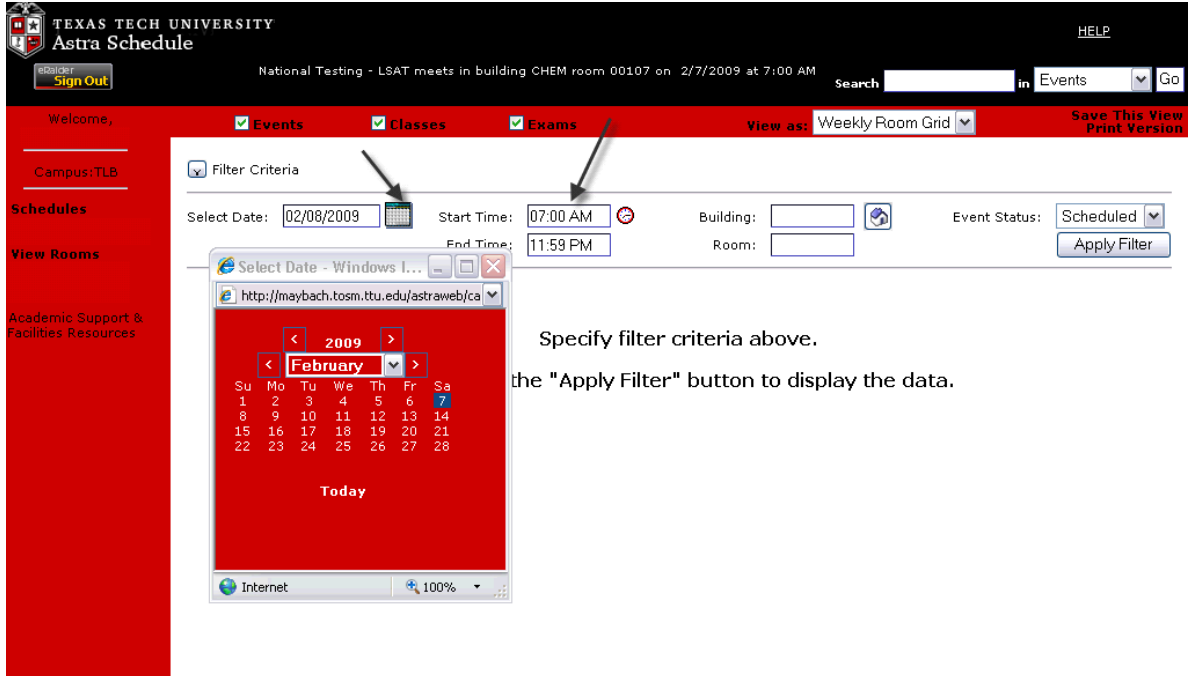 TEXAS TECH UNIVERSITY
Astra Schedule
HELP
eRaider
Sign Out
National Testing - LSAT meets in building CHEM room 00107 on 2/7/2009 at 7:00 AM
Search in Events Go
Welcome,
Events Classes Exams View as: Weekly Room Grid
Save This View
Print Version
Campus:TLB
Filter Criteria
Schedules
Select Date: 02/08/2009 Start Time: 07:00 AM Building: Event Status: Scheduled
End Time: 11:59 PM Room: Apply Filter
View Rooms
Select Date - Windows I...
http://maybach.tosm.ttu.edu/astraweb/ca
Academic Support &
Facilities Resources
< 2009 >
< February >
Su Mo Tu We Th Fr Sa
1 2 3 4 5 6 7
8 9 10 11 12 13 14
15 16 17 18 19 20 21
22 23 24 25 26 27 28
Today
Internet 100%
Specify filter criteria above.
the "Apply Filter" button to display the data.